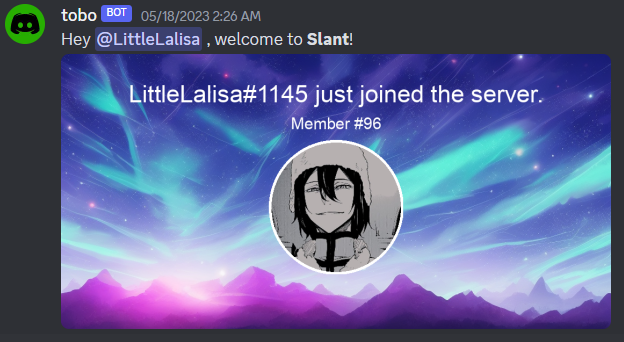 tobo BOT 05/18/2023 2:26 AM
Hey @LittleLalisa , welcome to Slant!
LittleLalisa#1145 just joined the server.
Member #96